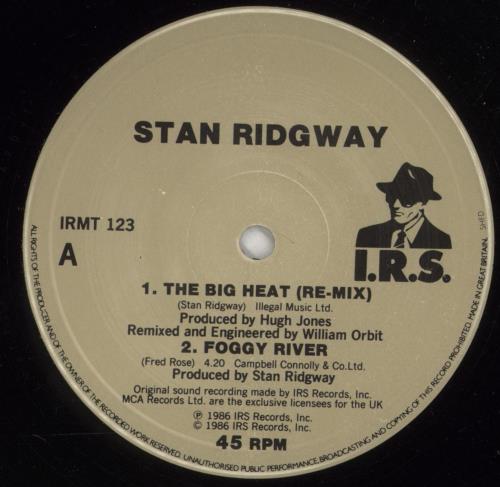 STAN RIDGWAY
IRMT 123
A
I.R.S.
SHED
1. THE BIG HEAT (RE-MIX)
(Stan Ridgway) Illegal Music Ltd.
Produced by Hugh Jones
Remixed and Engineered by William Orbit
2. FOGGY RIVER
(Fred Rose) 4.20 Campbell Connolly & Co.Ltd.
Produced by Stan Ridgway
Original sound recording made by IRS Records, Inc.
MCA Records Ltd. are the exclusive licensees for the UK
℗ 1986 IRS Records, Inc.
© 1986 IRS Records, Inc.
45 RPM
ALL RIGHTS OF THE PRODUCER AND OF THE OWNER OF THE RECORDED WORK RESERVED. UNAUTHORISED PUBLIC PERFORMANCE, BROADCASTING AND COPYING OF THIS RECORD PROHIBITED. MADE IN GREAT BRITAIN.